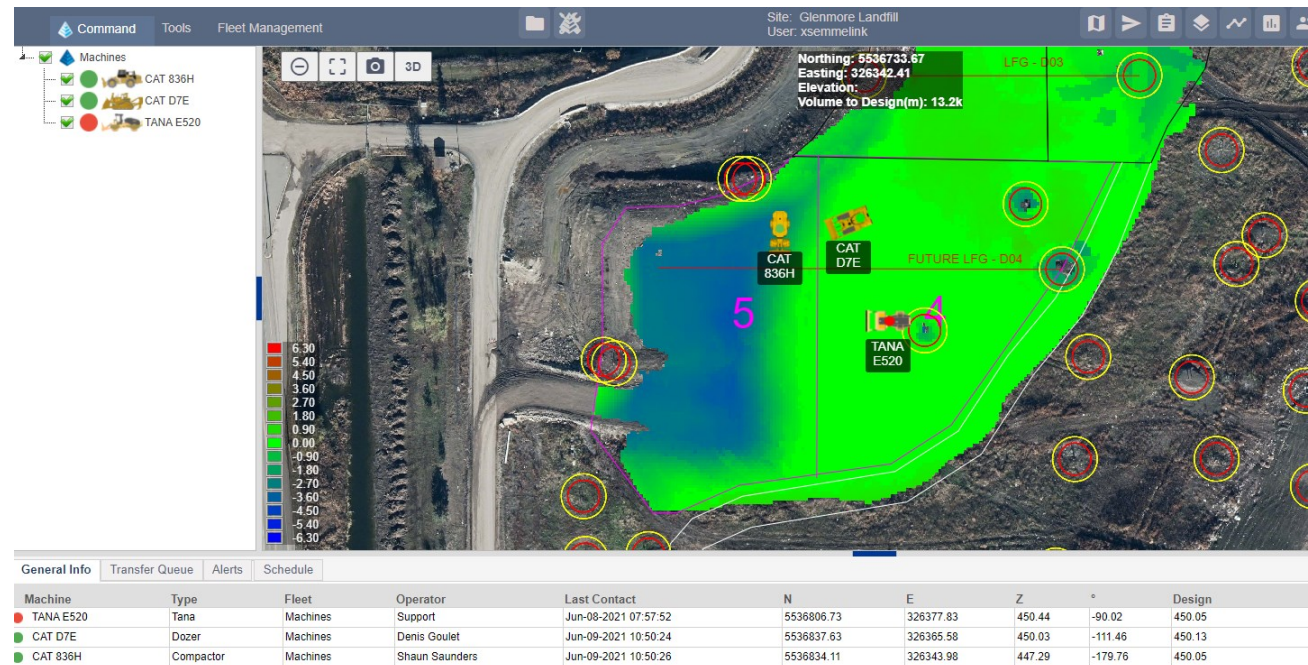 Command Tools Fleet Management
Site: Glenmore Landfill
User: xsemmelink
Machines
CAT 836H
CAT D7E
TANA E520
3D
Northing: 5536733.67
Easting: 326342.41
Elevation:
Volume to Design(m): 13.2k
LFG - D03
CAT
836H
CAT
D7E
FUTURE LFG - D04
5
4
TANA
E520
6.30
5.40
4.50
3.60
2.70
1.80
0.90
0.00
-0.90
-1.80
-2.70
-3.60
-4.50
-5.40
-6.30
General Info Transfer Queue Alerts Schedule
Machine Type Fleet Operator Last Contact N E Z ° Design
TANA E520 Tana Machines Support Jun-08-2021 07:57:52 5536806.73 326377.83 450.44 -90.02 450.05
CAT D7E Dozer Machines Denis Goulet Jun-09-2021 10:50:24 5536837.63 326365.58 450.03 -111.46 450.13
CAT 836H Compactor Machines Shaun Saunders Jun-09-2021 10:50:26 5536834.11 326343.98 447.29 -179.76 450.05